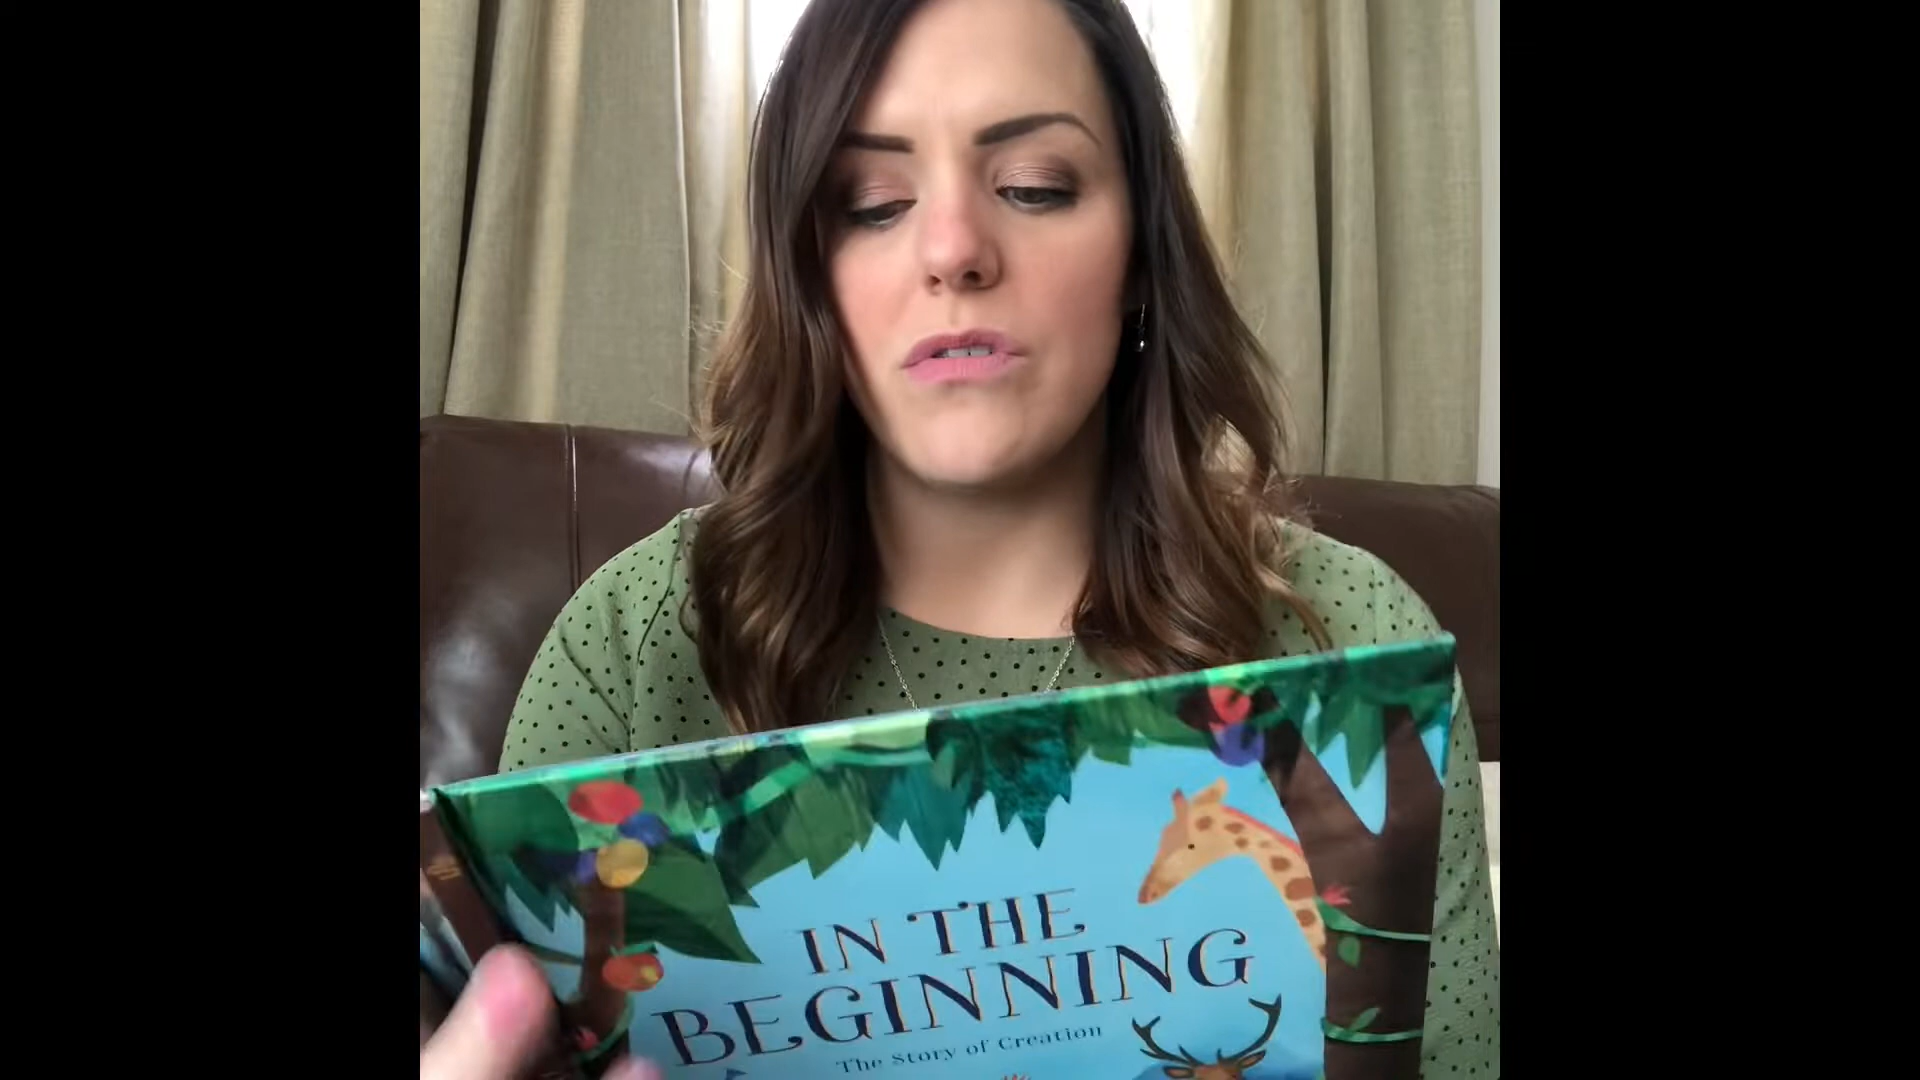 IN THE
BEGINNING
The Story of Creation